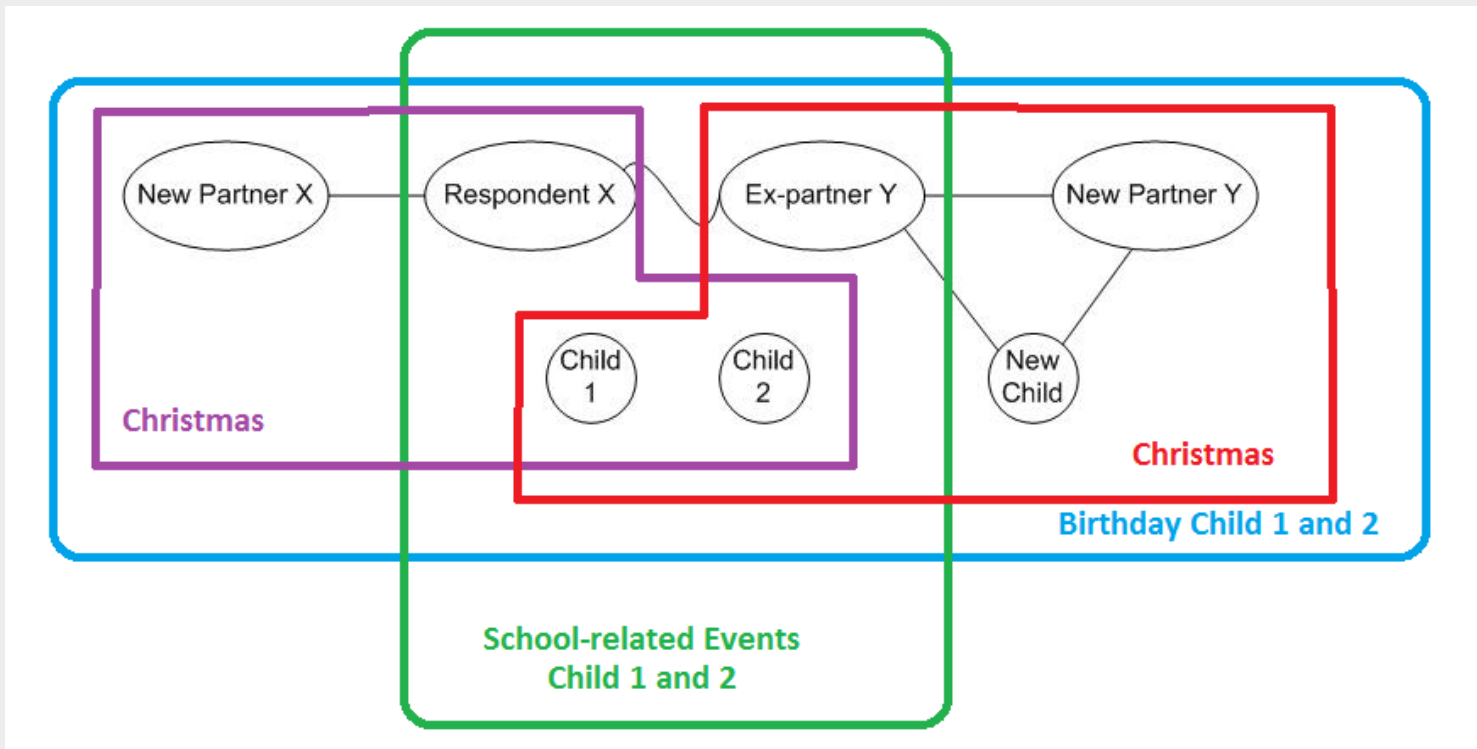 New Partner X
Respondent X
Ex-partner Y
New Partner Y
Child
1
Child
2
New
Child
Christmas
Christmas
Birthday Child 1 and 2
School-related Events
Child 1 and 2